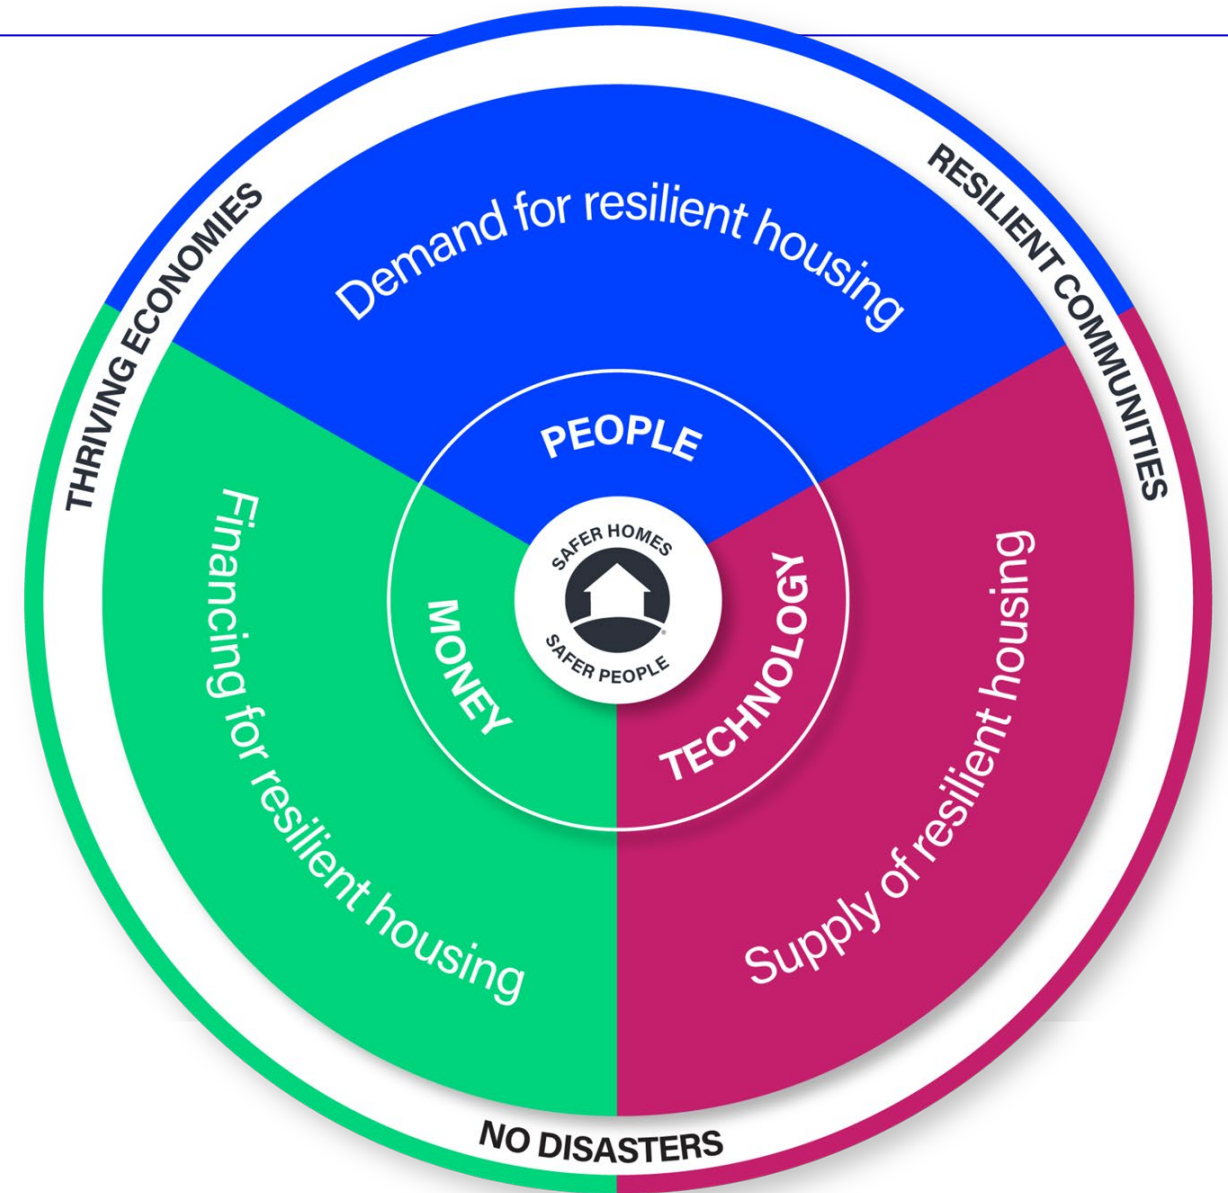 THRIVING ECONOMIES
RESILIENT COMMUNITIES
Demand for resilient housing
PEOPLE
SAFER HOMES
SAFER PEOPLE
MONEY
TECHNOLOGY
Financing for resilient housing
Supply of resilient housing
NO DISASTERS